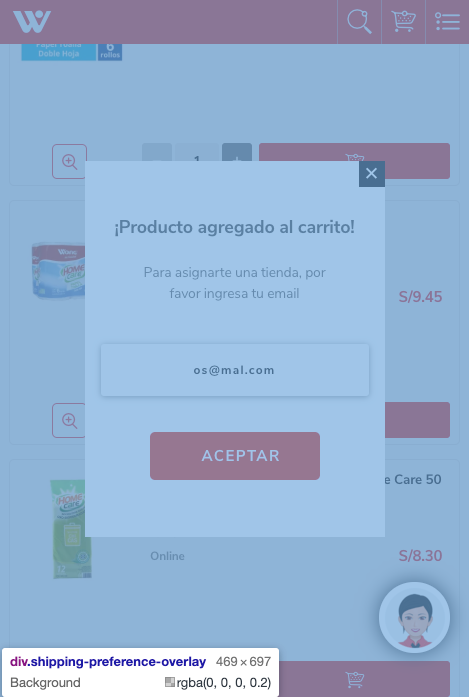 W
Papel Toalla
Doble Hoja
6
rollos
1
+
×
¡Producto agregado al carrito!
Para asignarte una tienda, por
favor ingresa tu email
S/9.45
os@mal.com
ACEPTAR
e Care 50
Online
S/8.30
div.shipping-preference-overlay 469 × 697
Background rgba(0, 0, 0, 0.2)